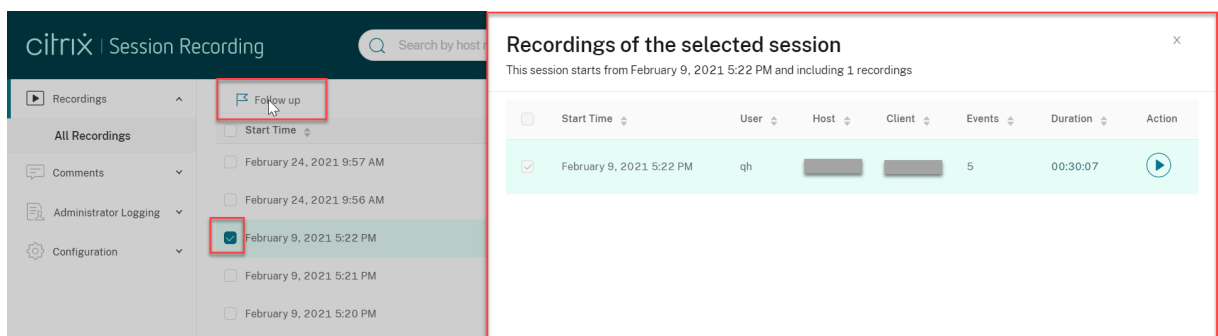 citrix | Session Recording
Search by host
Recordings
All Recordings
Comments
Administrator Logging
Configuration
Follow up
Start Time
February 24, 2021 9:57 AM
February 24, 2021 9:56 AM
February 9, 2021 5:22 PM
February 9, 2021 5:21 PM
February 9, 2021 5:20 PM
Recordings of the selected session
This session starts from February 9, 2021 5:22 PM and including 1 recordings
Start Time User Host Client Events Duration Action
February 9, 2021 5:22 PM qh 5 00:30:07